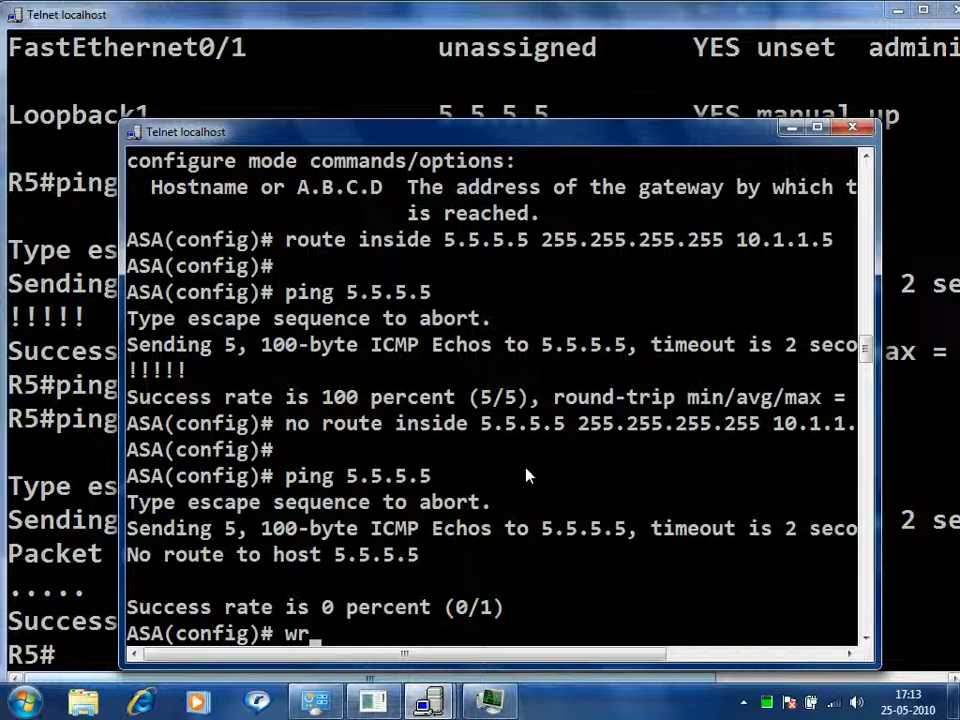 Telnet localhost
FastEthernet0/1 unassigned YES unset admini
Loopback1 5.5.5.5 YES manual up
R5#ping
Type es
Sending 2 se
!!!!!
Success ax =
R5#ping
R5#ping
Type es
Sending 2 se
Packet
.....
Success
R5#
Telnet localhost
configure mode commands/options:
Hostname or A.B.C.D The address of the gateway by which t
is reached.
ASA(config)# route inside 5.5.5.5 255.255.255.255 10.1.1.5
ASA(config)#
ASA(config)# ping 5.5.5.5
Type escape sequence to abort.
Sending 5, 100-byte ICMP Echos to 5.5.5.5, timeout is 2 seco
!!!!!
Success rate is 100 percent (5/5), round-trip min/avg/max =
ASA(config)# no route inside 5.5.5.5 255.255.255.255 10.1.1.
ASA(config)#
ASA(config)# ping 5.5.5.5
Type escape sequence to abort.
Sending 5, 100-byte ICMP Echos to 5.5.5.5, timeout is 2 seco
No route to host 5.5.5.5
Success rate is 0 percent (0/1)
ASA(config)# wr_
17:13
25-05-2010